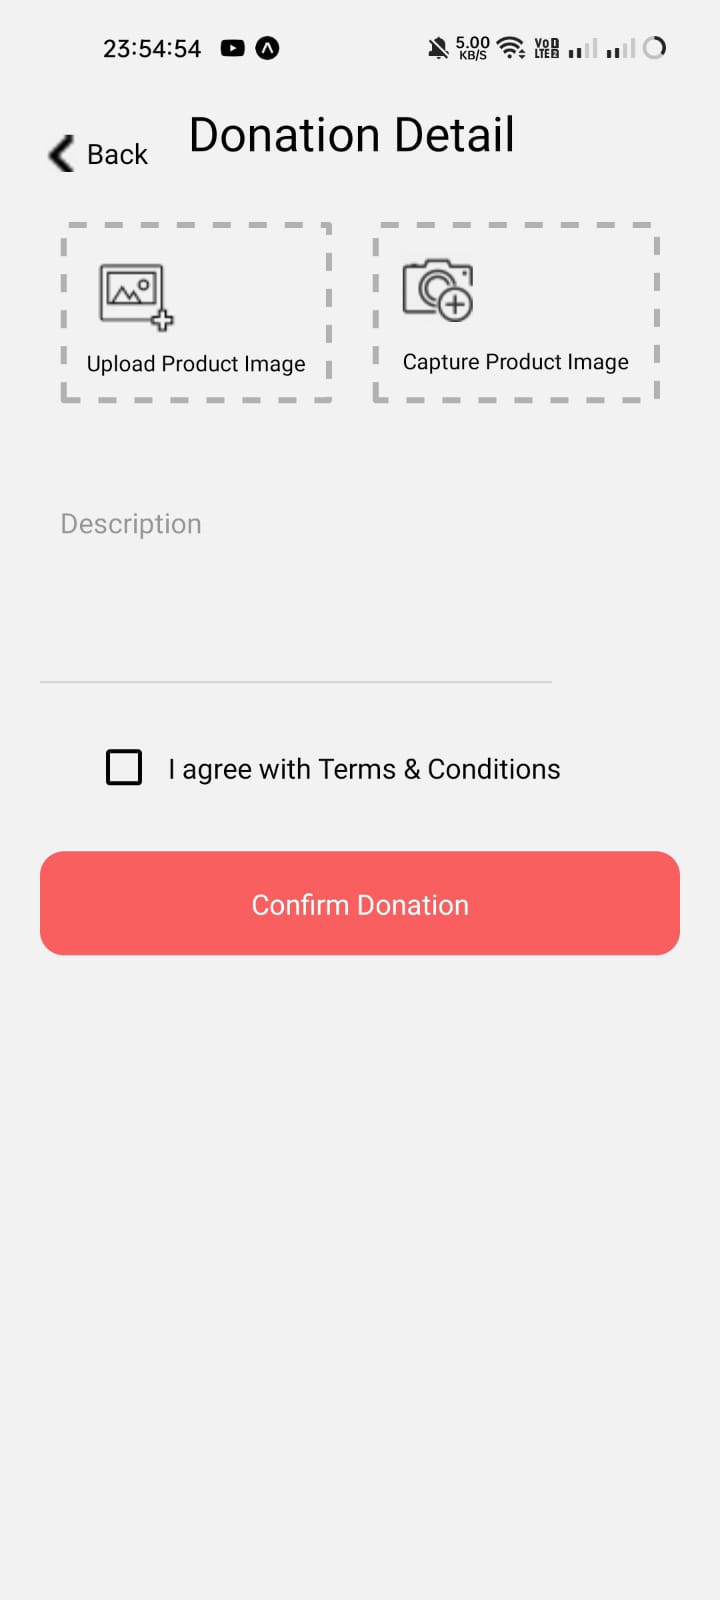 23:54:54
5.00
KB/S
VoD
LTE2
Donation Detail
Back
Upload Product Image
Capture Product Image
Description
I agree with Terms & Conditions
Confirm Donation